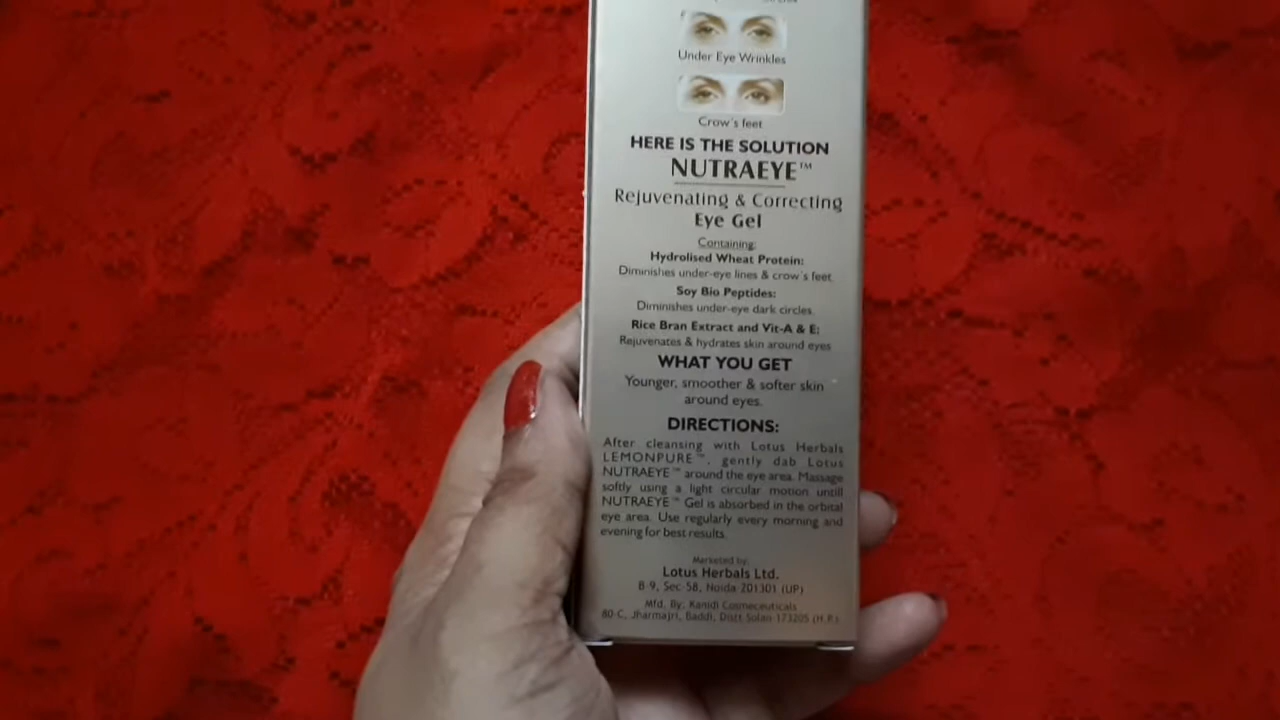 Under Eye Wrinkles
Crow's feet
HERE IS THE SOLUTION
NUTRAEYE™
Rejuvenating & Correcting
Eye Gel
Containing:
Hydrolised Wheat Protein:
Diminishes under-eye lines & crow's feet.
Soy Bio Peptides:
Diminishes under-eye dark circles.
Rice Bran Extract and Vit-A & E:
Rejuvenates & hydrates skin around eyes
WHAT YOU GET
Younger, smoother & softer skin
around eyes.
DIRECTIONS:
After cleansing with Lotus Herbals
LEMONPURE™, gently dab Lotus
NUTRAEYE™ around the eye area. Massage
softly using a light circular motion untill
NUTRAEYE™ Gel is absorbed in the orbital
eye area. Use regularly every morning and
evening for best results.
Marketed by:
Lotus Herbals Ltd.
B-9, Sec-58, Noida-201301 (UP)
Mfd. By: Kamdi Cosmeceuticals
80-C, Jharmajri, Baddi, Distt Solan-173205 (H.P.)